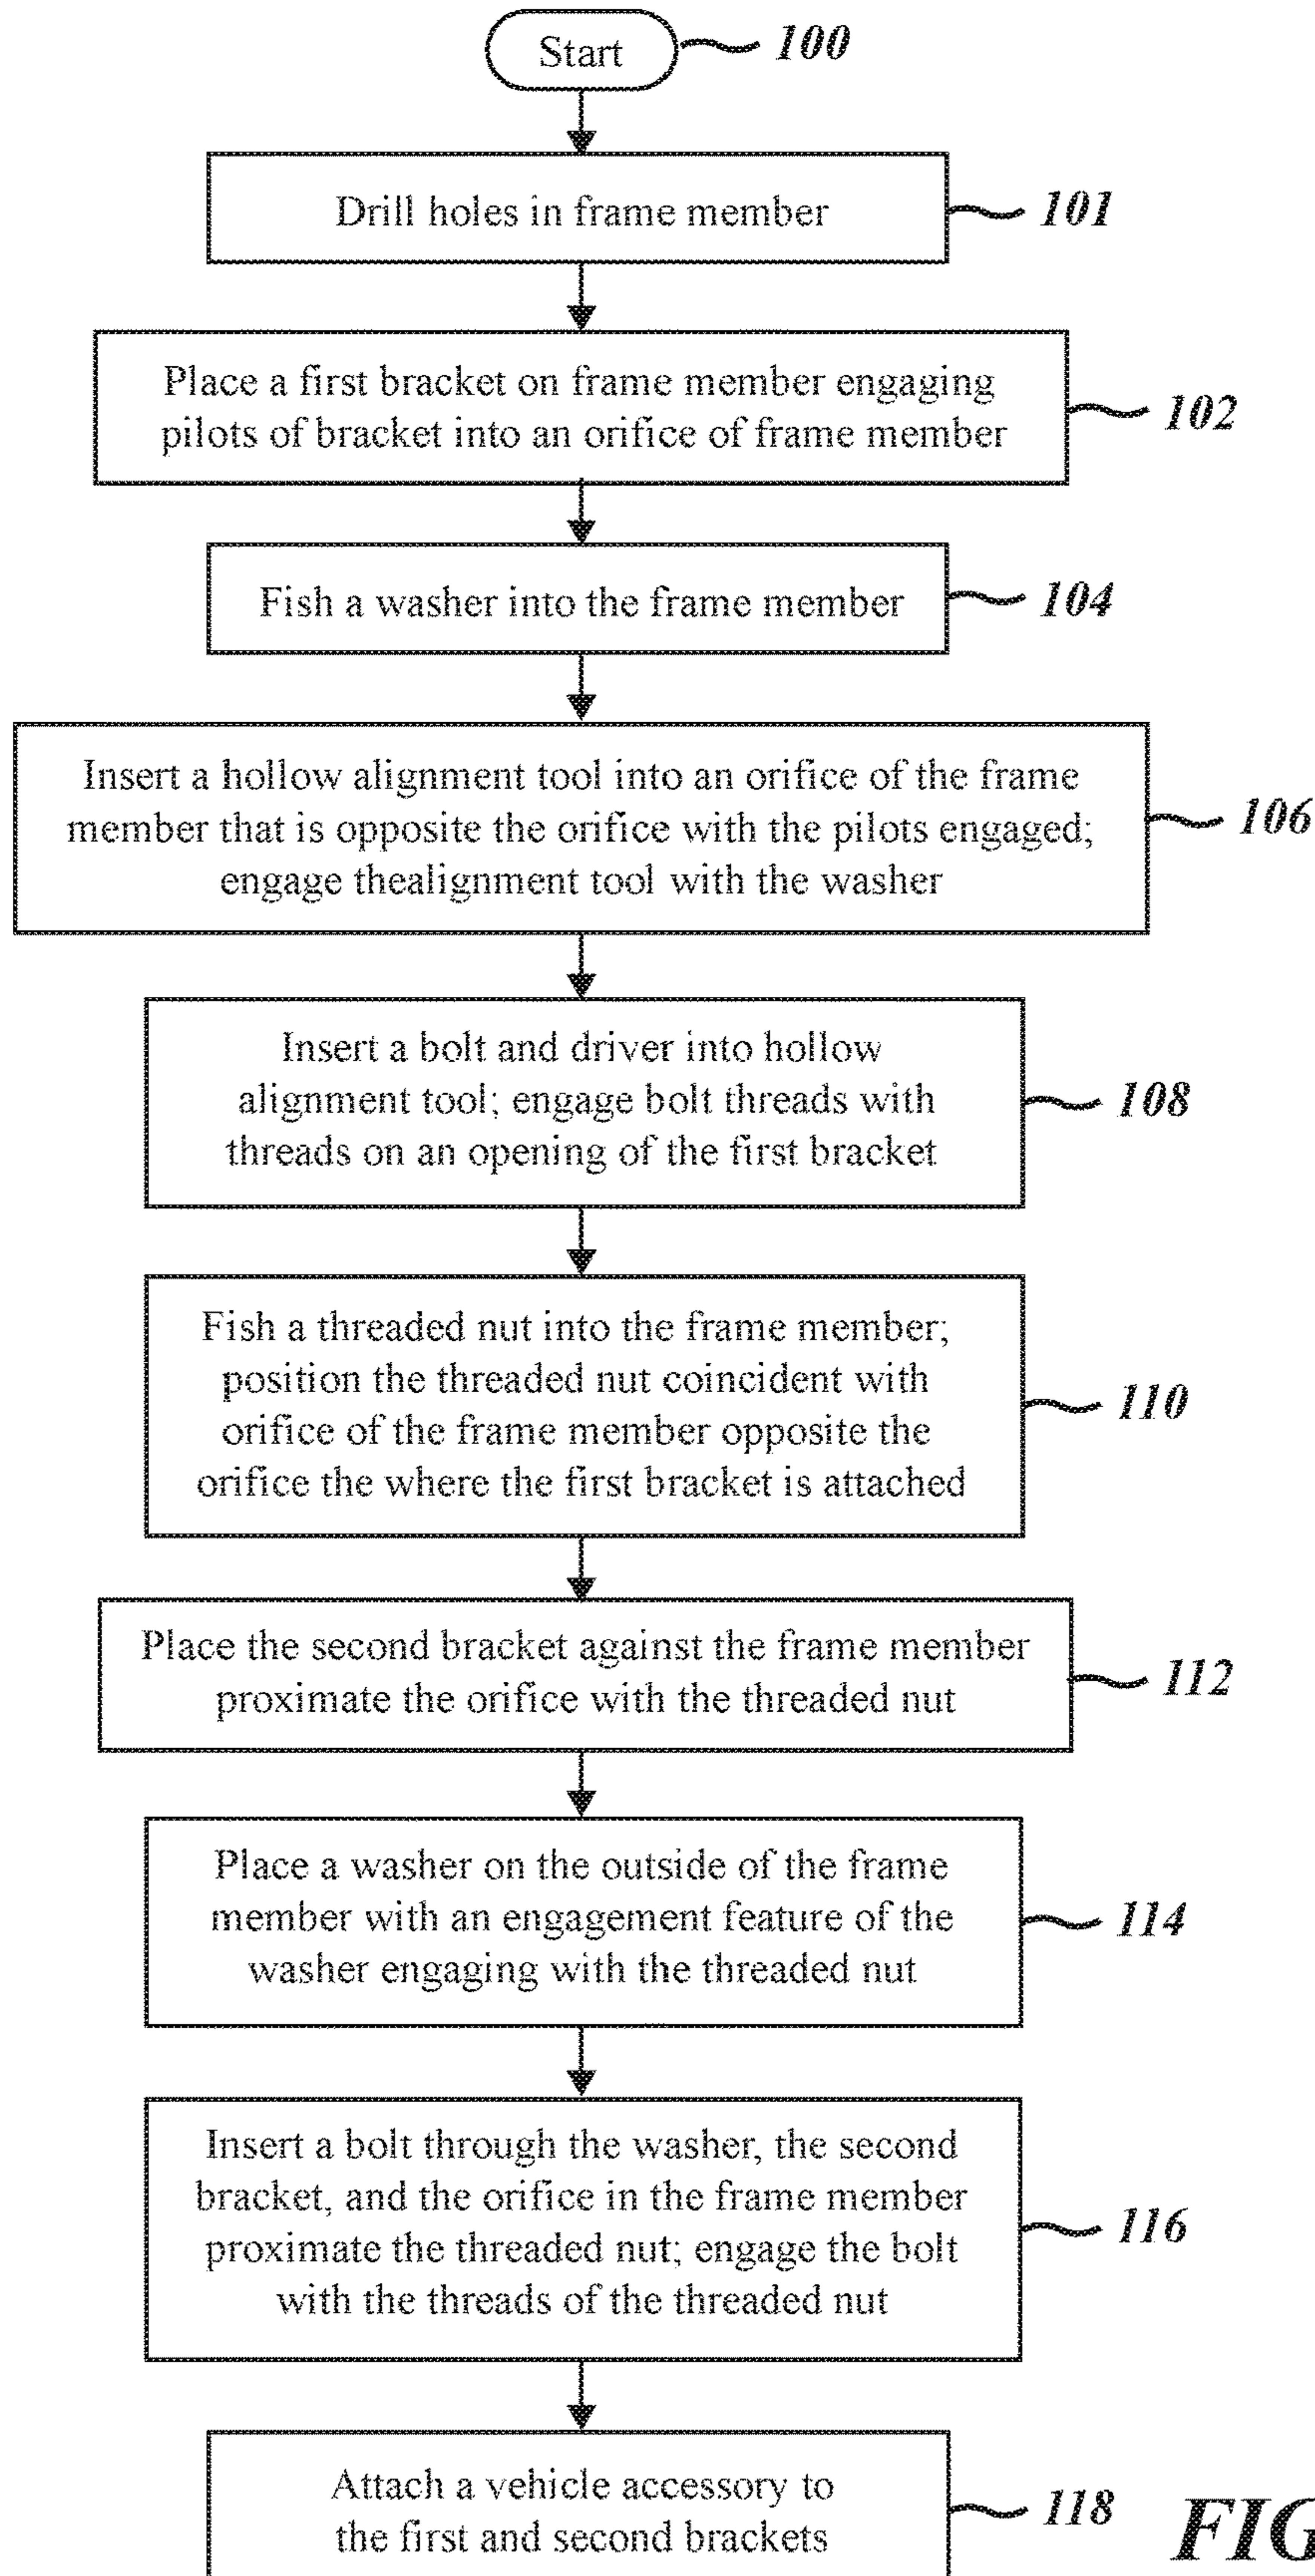 Start
100
Drill holes in frame member
101
Place a first bracket on frame member engaging
pilots of bracket into an orifice of frame member
102
Fish a washer into the frame member
104
Insert a hollow alignment tool into an orifice of the frame
member that is opposite the orifice with the pilots engaged;
engage thealignment tool with the washer
106
Insert a bolt and driver into hollow
alignment tool; engage bolt threads with
threads on an opening of the first bracket
108
Fish a threaded nut into the frame member;
position the threaded nut coincident with
orifice of the frame member opposite the
orifice the where the first bracket is attached
110
Place the second bracket against the frame member
proximate the orifice with the threaded nut
112
Place a washer on the outside of the frame
member with an engagement feature of the
washer engaging with the threaded nut
114
Insert a bolt through the washer, the second
bracket, and the orifice in the frame member
proximate the threaded nut; engage the bolt
with the threads of the threaded nut
116
Attach a vehicle accessory to
the first and second brackets
118
FIG